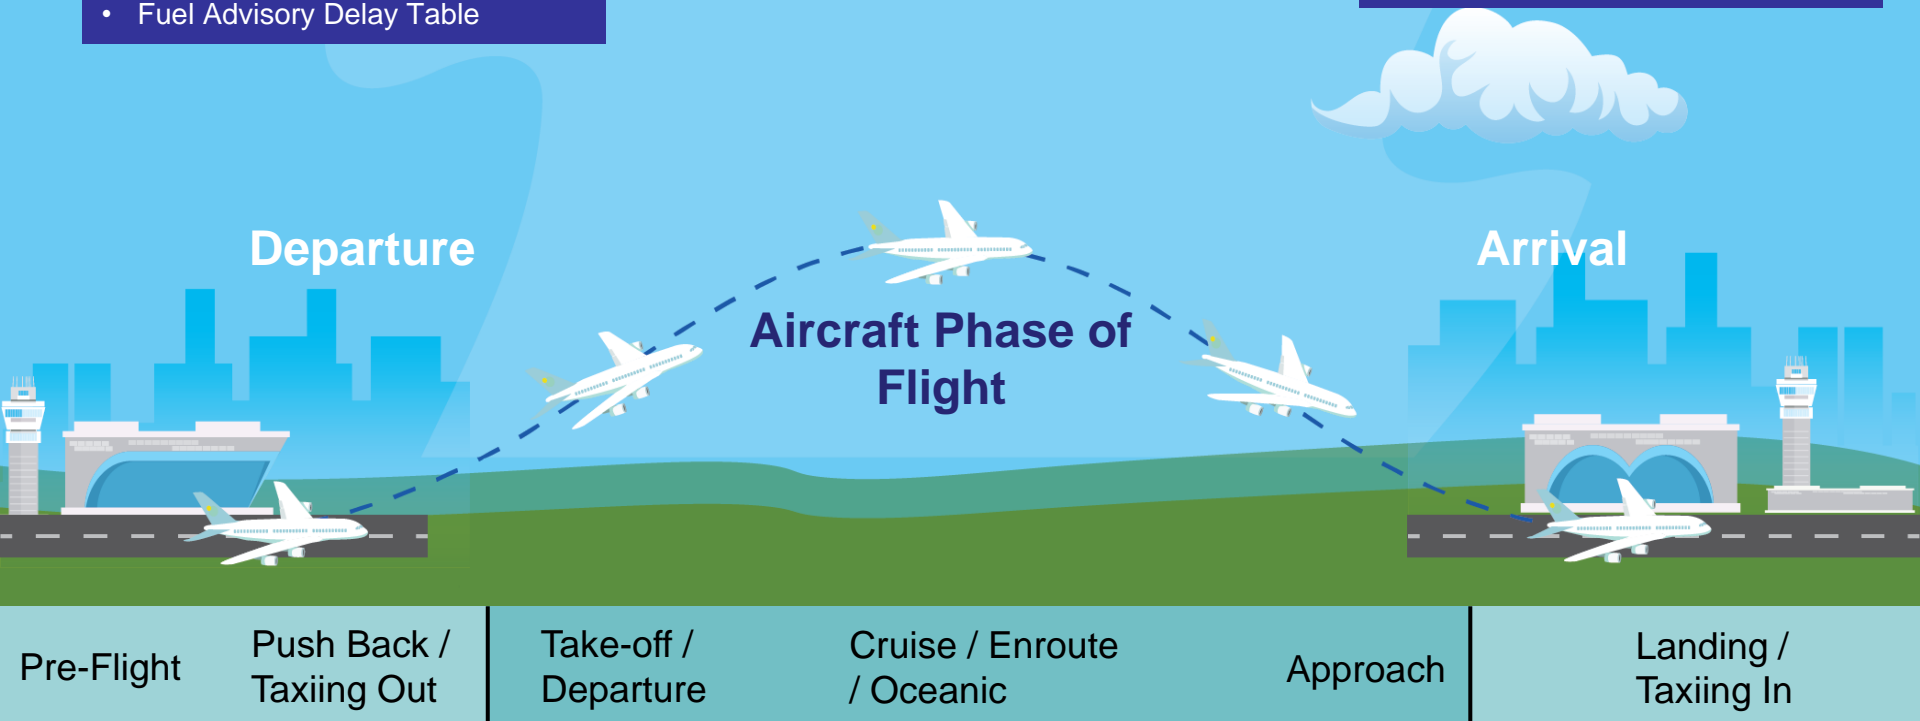 • Fuel Advisory Delay Table
Departure
Arrival
Aircraft Phase of
Flight
Pre-Flight
Push Back /
Taxiing Out
Take-off /
Departure
Cruise / Enroute
/ Oceanic
Approach
Landing /
Taxiing In